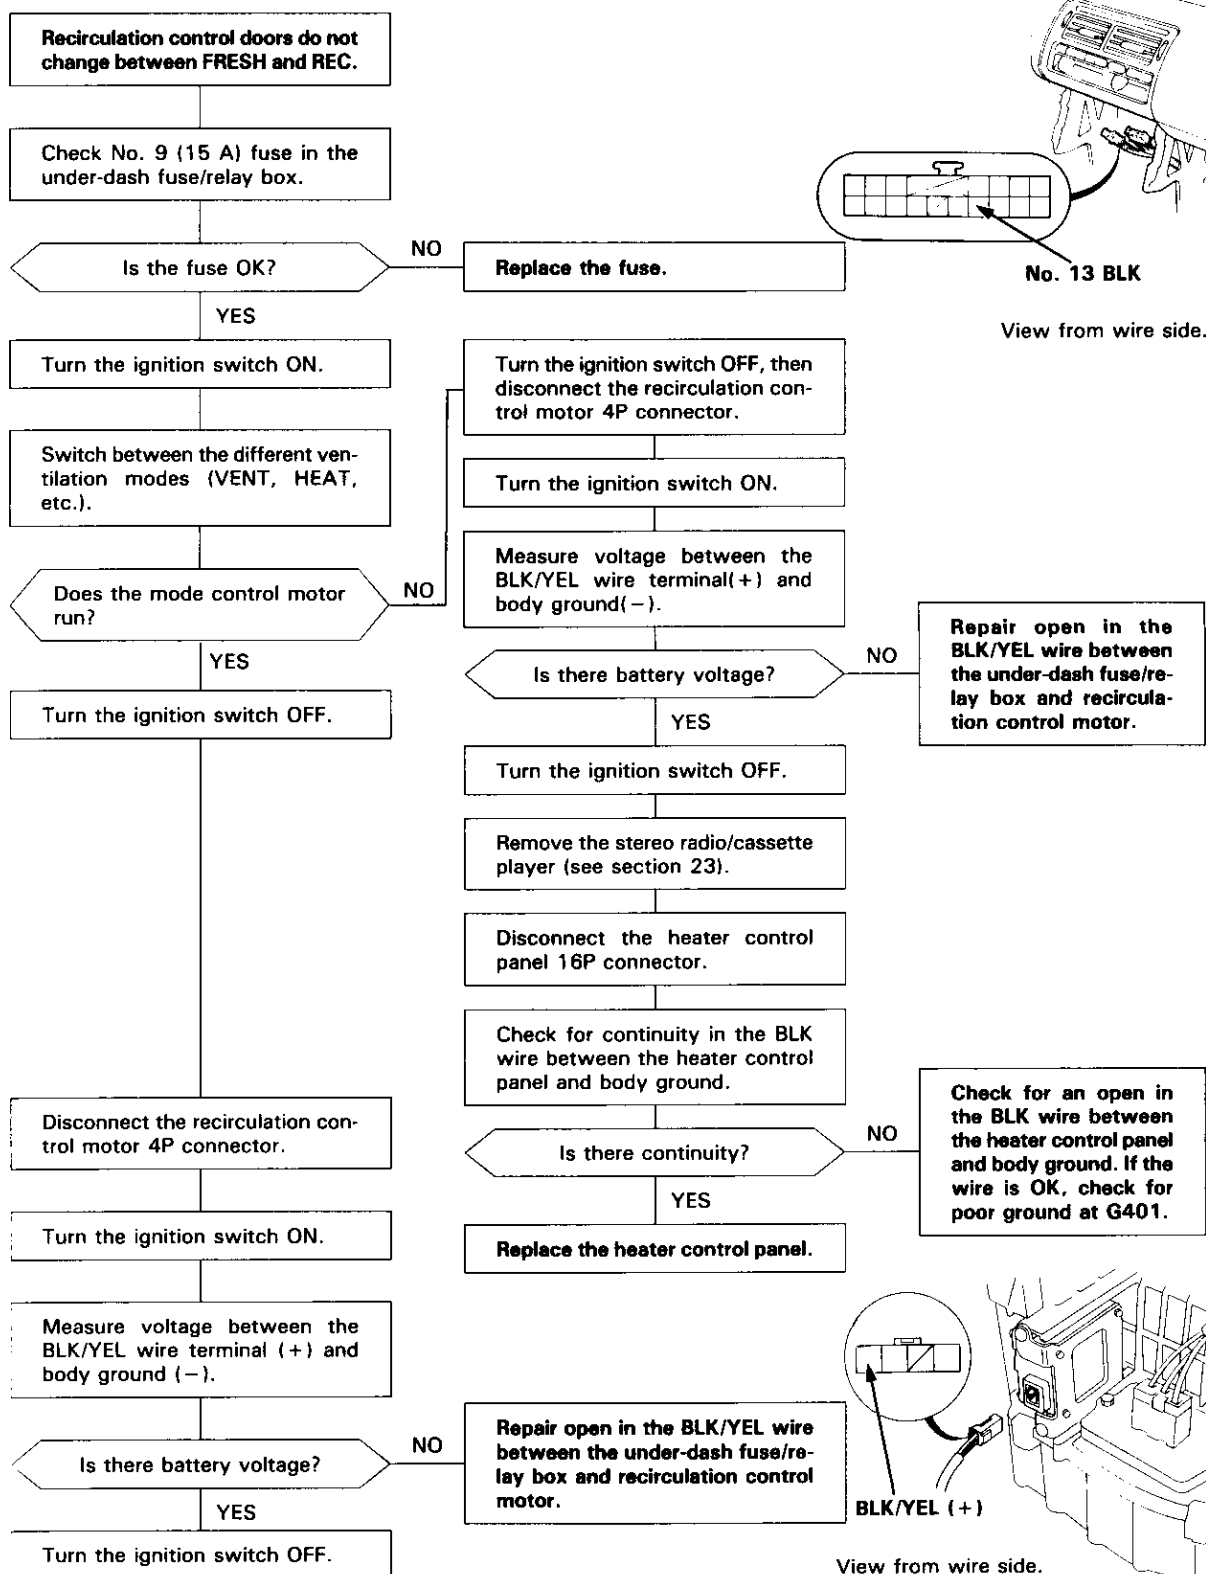 Recirculation control doors do not
change between FRESH and REC.
Check No. 9 (15 A) fuse in the
under-dash fuse/relay box.
Is the fuse OK?
NO
Replace the fuse.
No. 13 BLK
View from wire side.
YES
Turn the ignition switch ON.
Switch between the different ven-
tilation modes (VENT, HEAT,
etc.).
Does the mode control motor
run?
NO
Turn the ignition switch OFF, then
disconnect the recirculation con-
trol motor 4P connector.
Turn the ignition switch ON.
Measure voltage between the
BLK/YEL wire terminal(+) and
body ground(−).
Is there battery voltage?
NO
Repair open in the
BLK/YEL wire between
the under-dash fuse/re-
lay box and recircula-
tion control motor.
YES
Turn the ignition switch OFF.
Remove the stereo radio/cassette
player (see section 23).
Disconnect the heater control
panel 16P connector.
Check for continuity in the BLK
wire between the heater control
panel and body ground.
Is there continuity?
NO
Check for an open in
the BLK wire between
the heater control panel
and body ground. If the
wire is OK, check for
poor ground at G401.
YES
Replace the heater control panel.
YES
Turn the ignition switch OFF.
Disconnect the recirculation con-
trol motor 4P connector.
Turn the ignition switch ON.
Measure voltage between the
BLK/YEL wire terminal (+) and
body ground (−).
Is there battery voltage?
NO
Repair open in the BLK/YEL wire
between the under-dash fuse/re-
lay box and recirculation control
motor.
YES
Turn the ignition switch OFF.
BLK/YEL (+)
View from wire side.